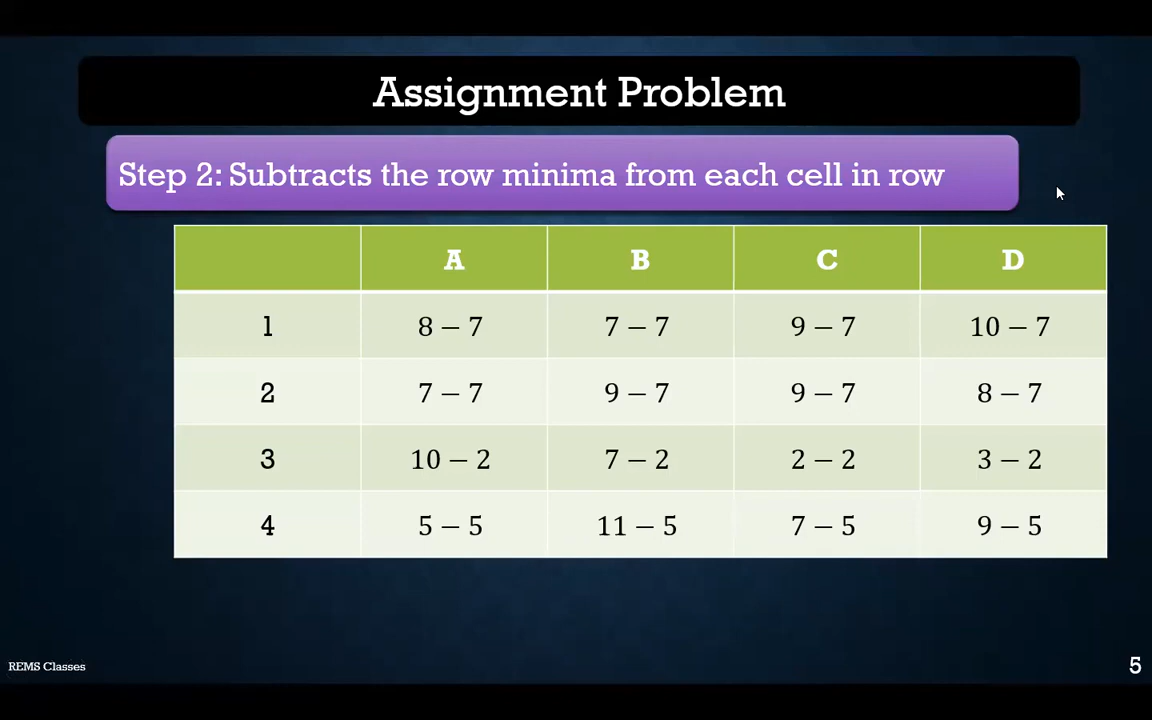 Assignment Problem
Step 2: Subtracts the row minima from each cell in row
A B C D
1 8 − 7 7 − 7 9 − 7 10 − 7
2 7 − 7 9 − 7 9 − 7 8 − 7
3 10 − 2 7 − 2 2 − 2 3 − 2
4 5 − 5 11 − 5 7 − 5 9 − 5
REMS Classes
5